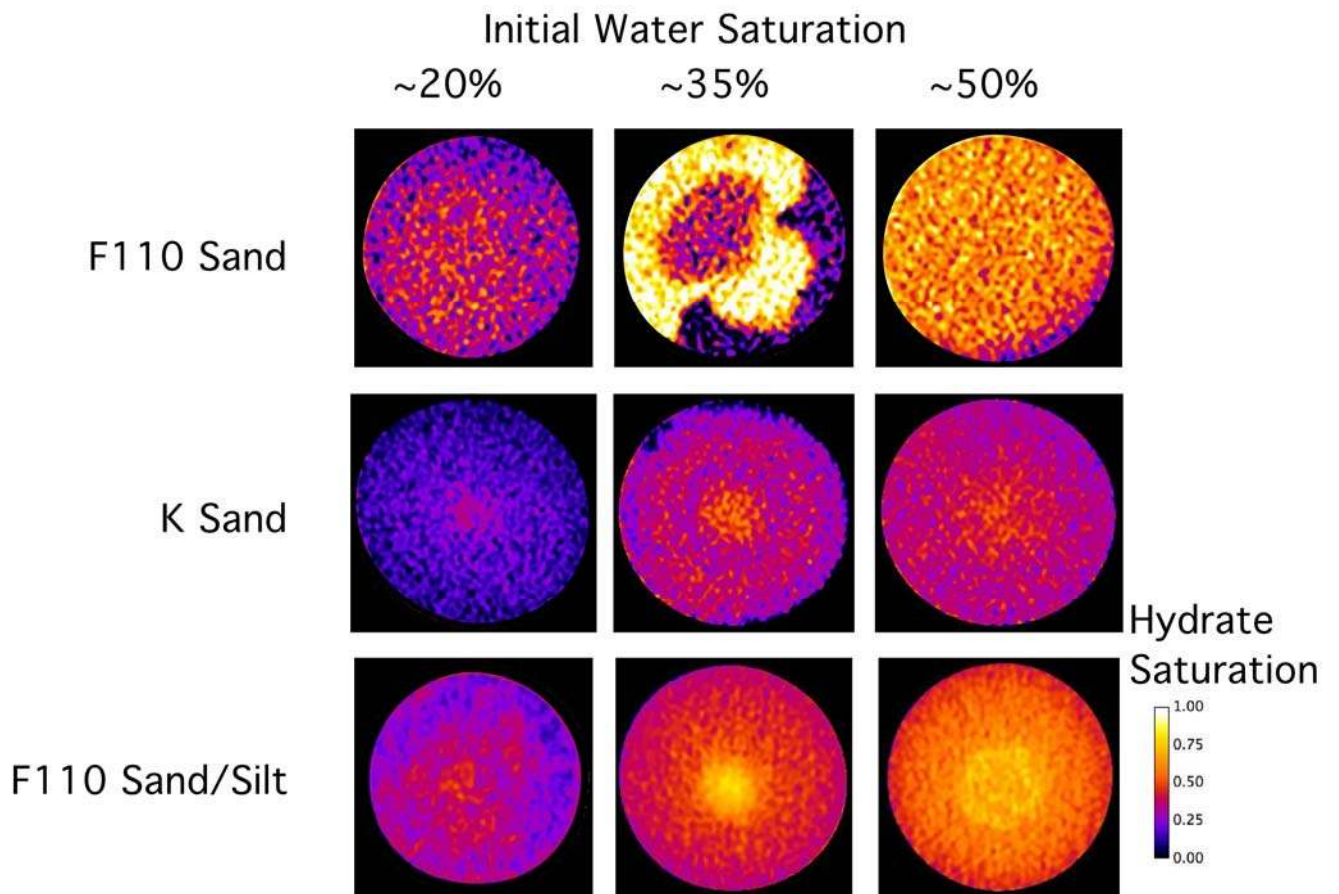 Initial Water Saturation
~20% ~35% ~50%
F110 Sand
K Sand
Hydrate
Saturation
1.00
0.75
F110 Sand/Silt
0.50
0.25
0.00